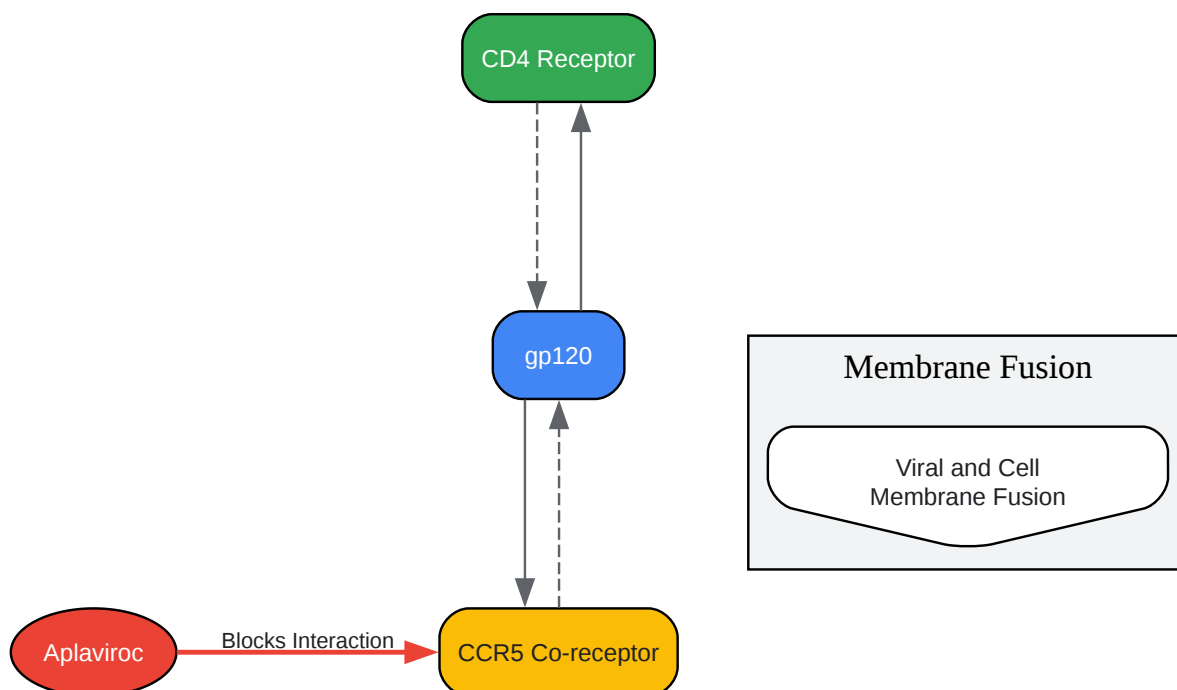 CD4 Receptor
gp120
Membrane Fusion
Viral and Cell
Membrane Fusion
Aplaviroc
Blocks Interaction
CCR5 Co-receptor